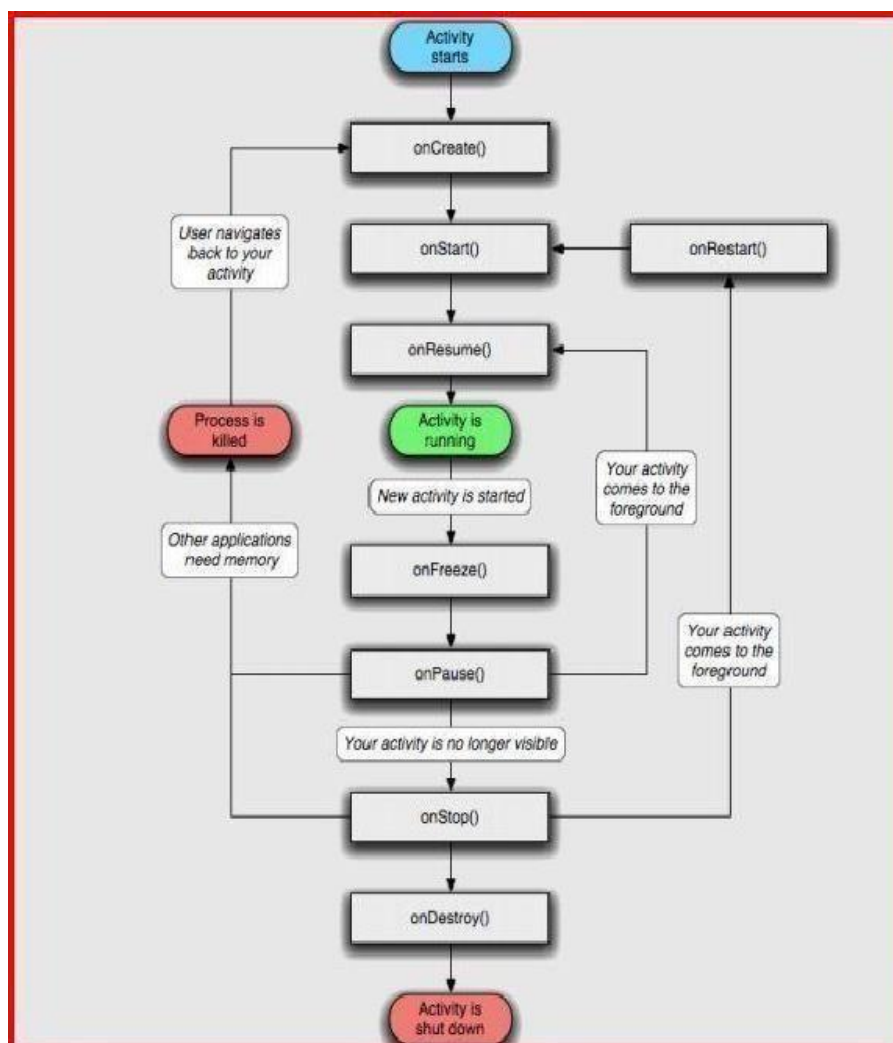 Activity
starts
onCreate()
User navigates
back to your
activity
onStart()
onRestart()
onResume()
Process is
killed
Activity is
running
New activity is started
Your activity
comes to the
foreground
Other applications
need memory
onFreeze()
Your activity
comes to the
foreground
onPause()
Your activity is no longer visible
onStop()
onDestroy()
Activity is
shut down